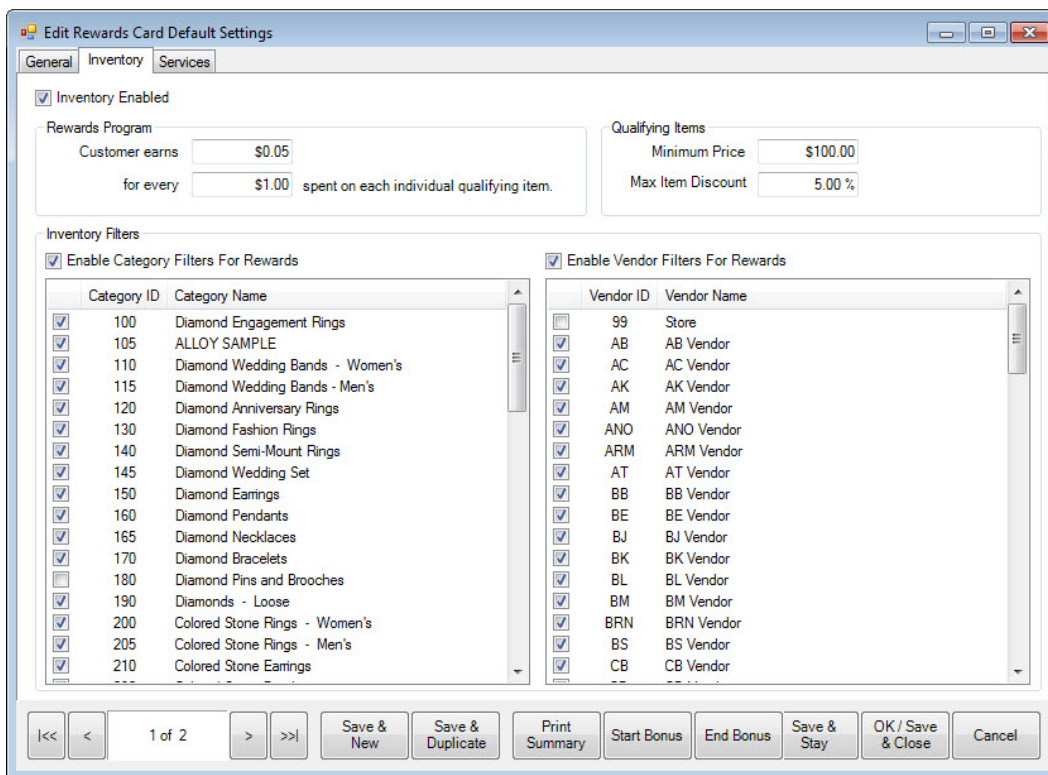 Edit Rewards Card Default Settings
General Inventory Services
Inventory Enabled
Rewards Program
Customer earns $0.05
for every $1.00 spent on each individual qualifying item.
Qualifying Items
Minimum Price $100.00
Max Item Discount 5.00 %
Inventory Filters
Enable Category Filters For Rewards
Category ID Category Name
100 Diamond Engagement Rings
105 ALLOY SAMPLE
110 Diamond Wedding Bands - Women's
115 Diamond Wedding Bands - Men's
120 Diamond Anniversary Rings
130 Diamond Fashion Rings
140 Diamond Semi-Mount Rings
145 Diamond Wedding Set
150 Diamond Earrings
160 Diamond Pendants
165 Diamond Necklaces
170 Diamond Bracelets
180 Diamond Pins and Brooches
190 Diamonds - Loose
200 Colored Stone Rings - Women's
205 Colored Stone Rings - Men's
210 Colored Stone Earrings
Enable Vendor Filters For Rewards
Vendor ID Vendor Name
99 Store
AB AB Vendor
AC AC Vendor
AK AK Vendor
AM AM Vendor
ANO ANO Vendor
ARM ARM Vendor
AT AT Vendor
BB BB Vendor
BE BE Vendor
BJ BJ Vendor
BK BK Vendor
BL BL Vendor
BM BM Vendor
BRN BRN Vendor
BS BS Vendor
CB CB Vendor
|<< < 1 of 2 > >>|
Save &
New
Save &
Duplicate
Print
Summary
Start Bonus
End Bonus
Save &
Stay
OK / Save
& Close
Cancel